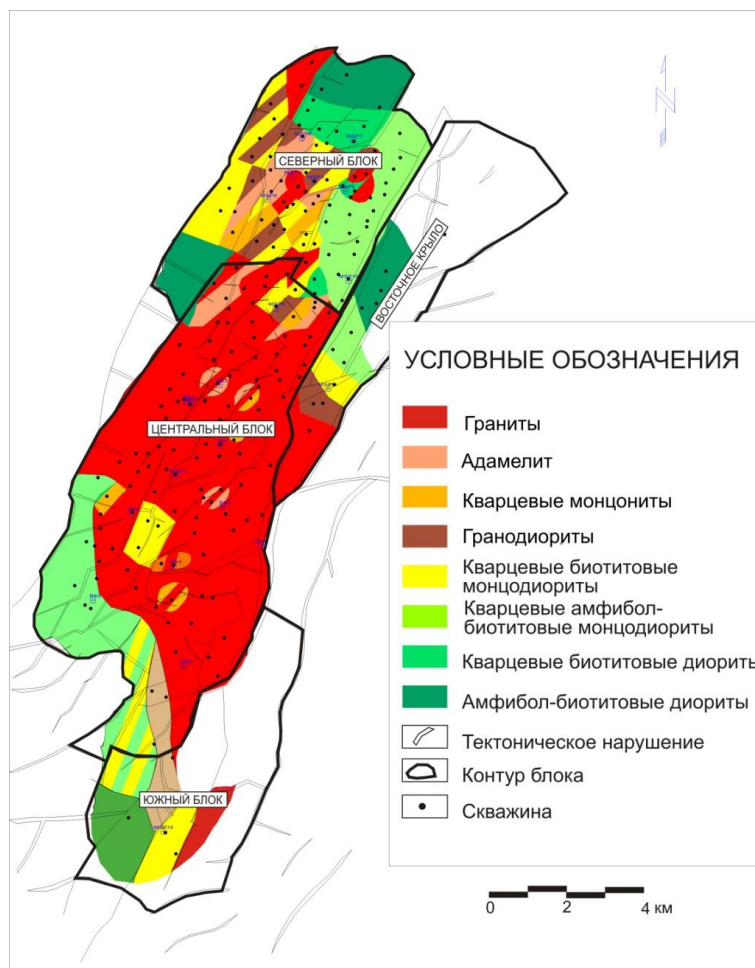 N
СЕВЕРНЫЙ БЛОК
ВОСТОЧНОЕ КРЫЛО
ЦЕНТРАЛЬНЫЙ БЛОК
ЮЖНЫЙ БЛОК
УСЛОВНЫЕ ОБОЗНАЧЕНИЯ
Граниты
Адамелит
Кварцевые монцониты
Гранодиориты
Кварцевые биотитовые
монцодиориты
Кварцевые амфибол-
биотитовые монцодиориты
Кварцевые биотитовые диорить
Амфибол-биотитовые диориты
Тектоническое нарушение
Контур блока
Скважина
0 2 4 км